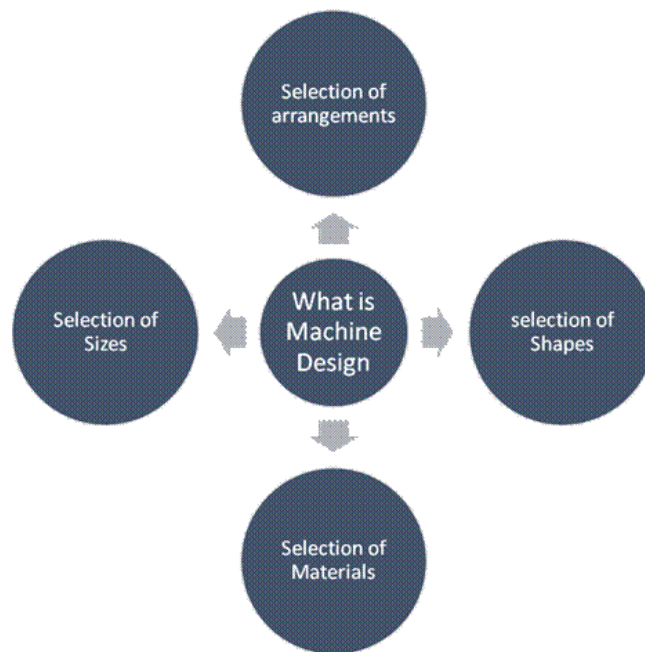 Selection of
arrangements
Selection of
Sizes
What is
Machine
Design
selection of
Shapes
Selection of
Materials